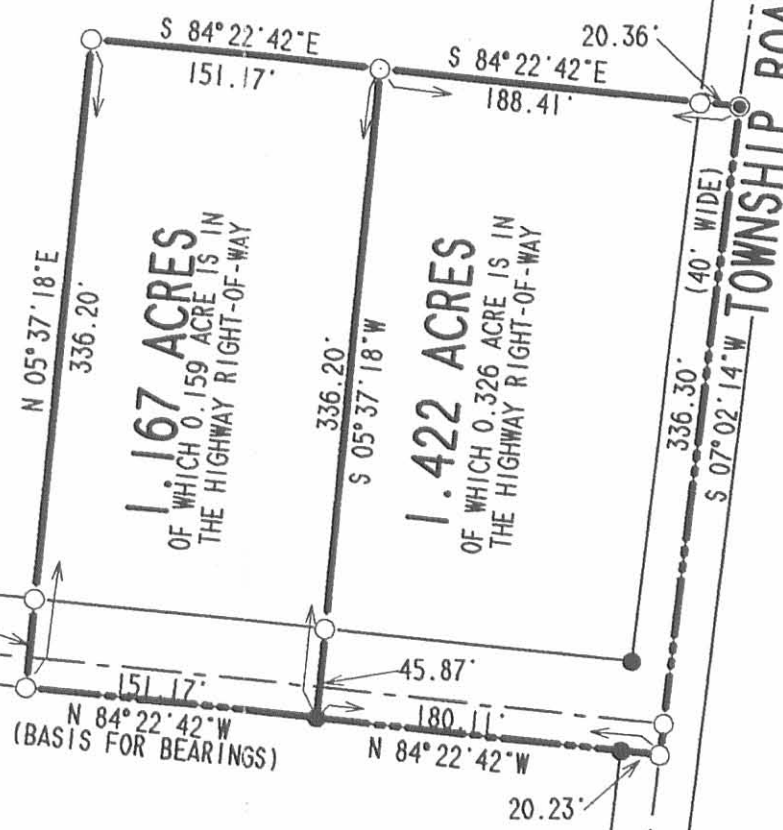 S 84°22'42"E
151.17'
S 84°22'42"E
188.41'
20.36'
TOWNSHIP
(40' WIDE)
N 05°37'18"E
336.20'
1.167 ACRES
OF WHICH 0.159 ACRE IS IN
THE HIGHWAY RIGHT-OF-WAY
336.20'
S 05°37'18"W
1.422 ACRES
OF WHICH 0.326 ACRE IS IN
THE HIGHWAY RIGHT-OF-WAY
336.30'
S 07°02'14"W
45.87'
151.17'
N 84°22'42"W
(BASIS FOR BEARINGS)
180.11'
N 84°22'42"W
20.23'